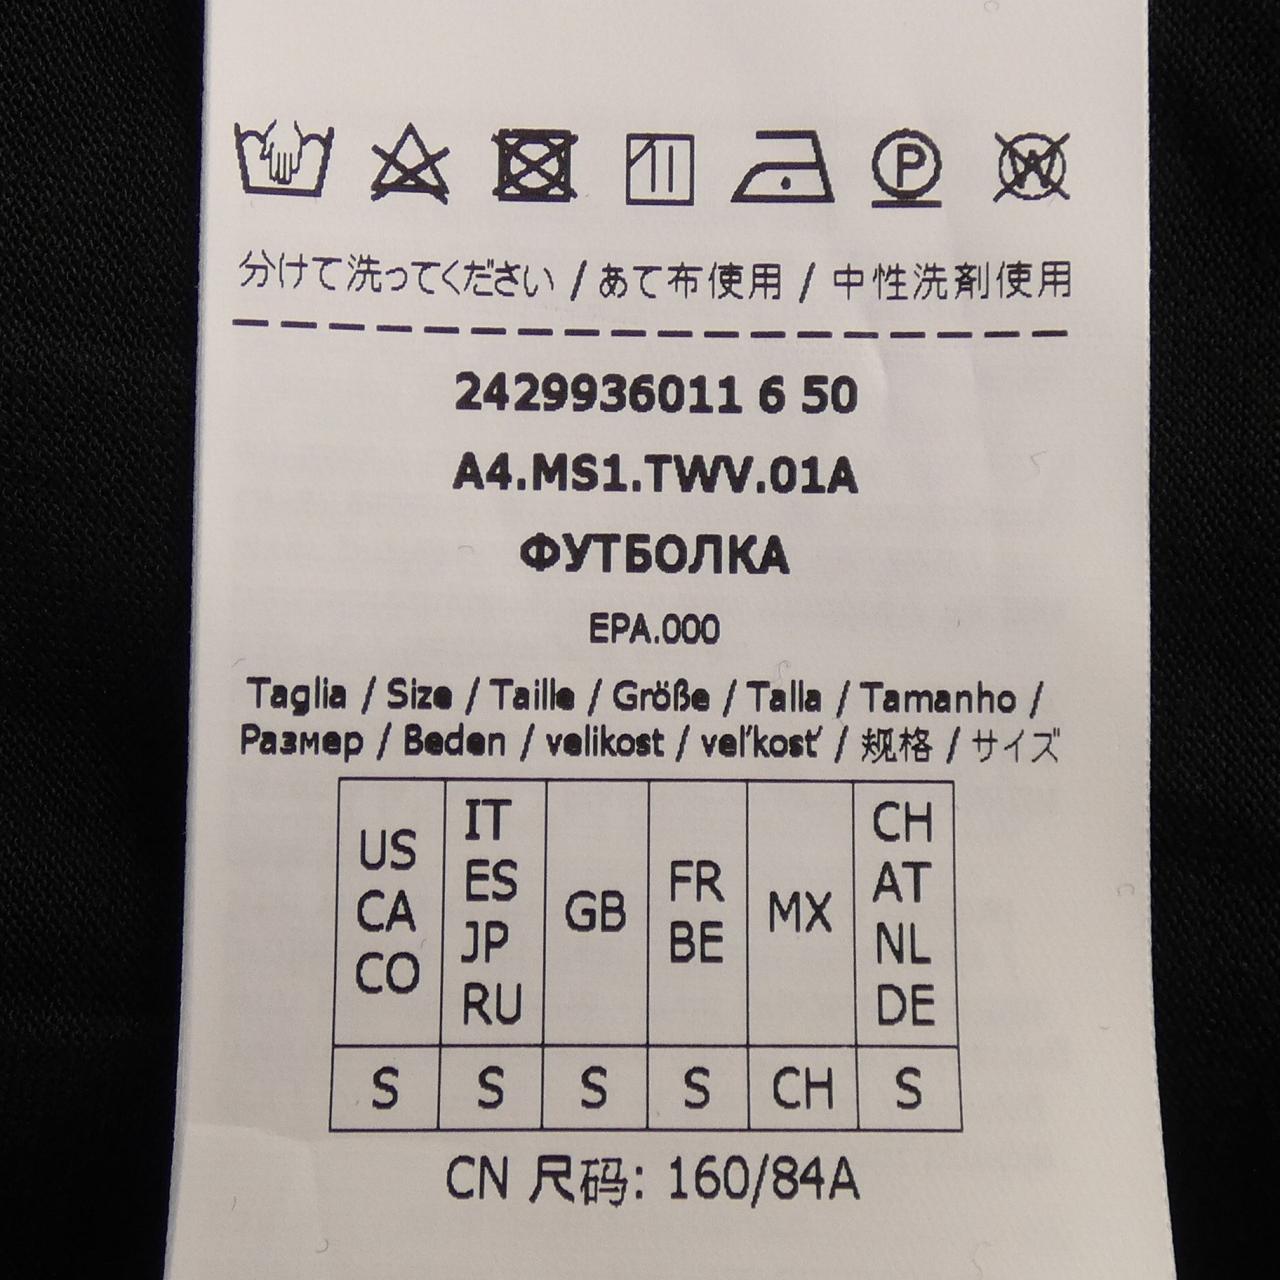 P W
分けて洗ってください / あて布使用 / 中性洗剤使用
2429936011 6 50
A4.MS1.TWV.01A
ФУТБОЛКА
EPA.000
Taglia / Size / Taille / Größe / Talla / Tamanho /
Размер / Beden / velikost / veľkosť / 规格 / サイズ
US CA CO IT ES JP RU GB FR BE MX CH AT NL DE
S S S S CH S
CN 尺码: 160/84A